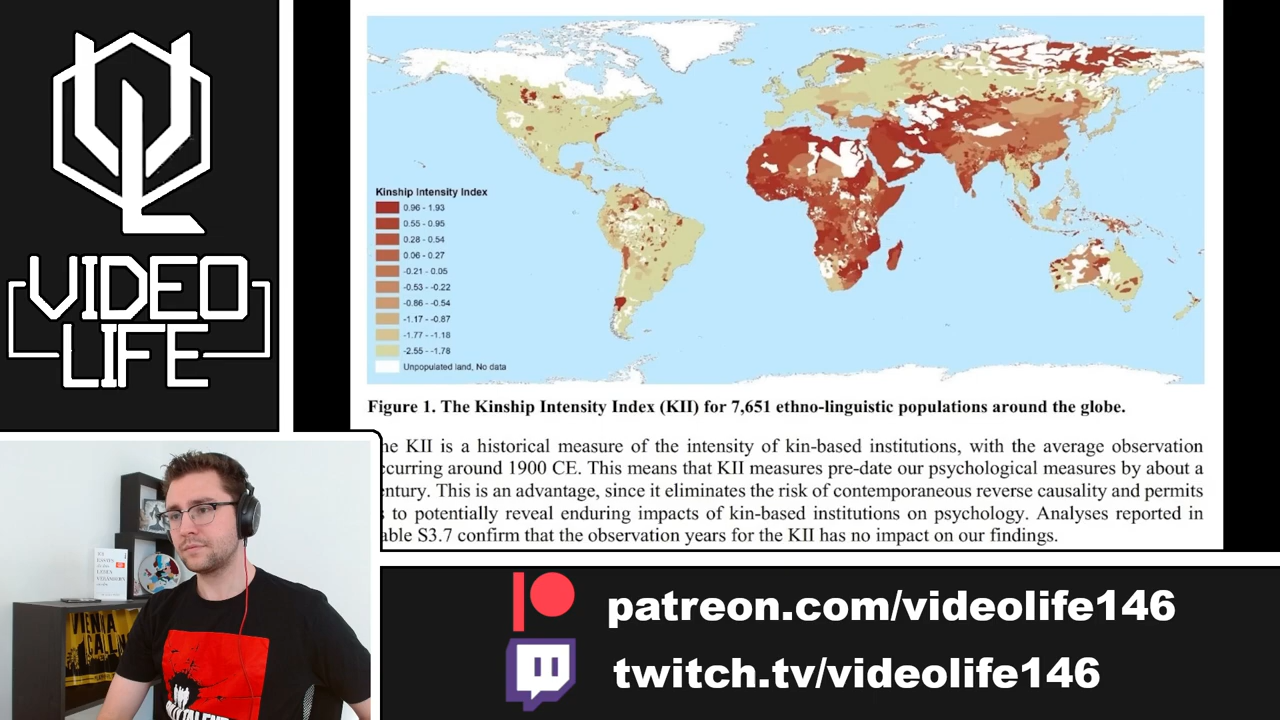 VIDEO
LIFE
Kinship Intensity Index
0.96 - 1.93
0.55 - 0.95
0.28 - 0.54
0.06 - 0.27
-0.21 - 0.05
-0.53 - -0.22
-0.86 - -0.54
-1.17 - -0.87
-1.77 - -1.18
-2.55 - -1.78
Unpopulated land, No data
Figure 1. The Kinship Intensity Index (KII) for 7,651 ethno-linguistic populations around the globe.
he KII is a historical measure of the intensity of kin-based institutions, with the average observation
ccurring around 1900 CE. This means that KII measures pre-date our psychological measures by about a
entury. This is an advantage, since it eliminates the risk of contemporaneous reverse causality and permits
s to potentially reveal enduring impacts of kin-based institutions on psychology. Analyses reported in
able S3.7 confirm that the observation years for the KII has no impact on our findings.
VIENNA
CALLING
patreon.com/videolife146
twitch.tv/videolife146